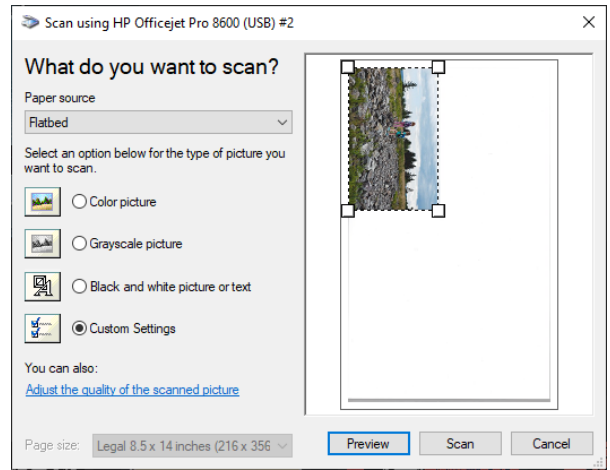 Scan using HP Officejet Pro 8600 (USB) #2
What do you want to scan?
Paper source
Flatbed
Select an option below for the type of picture you
want to scan.
Color picture
Grayscale picture
Black and white picture or text
Custom Settings
You can also:
Adjust the quality of the scanned picture
Page size: Legal 8.5 x 14 inches (216 x 356
Preview Scan Cancel